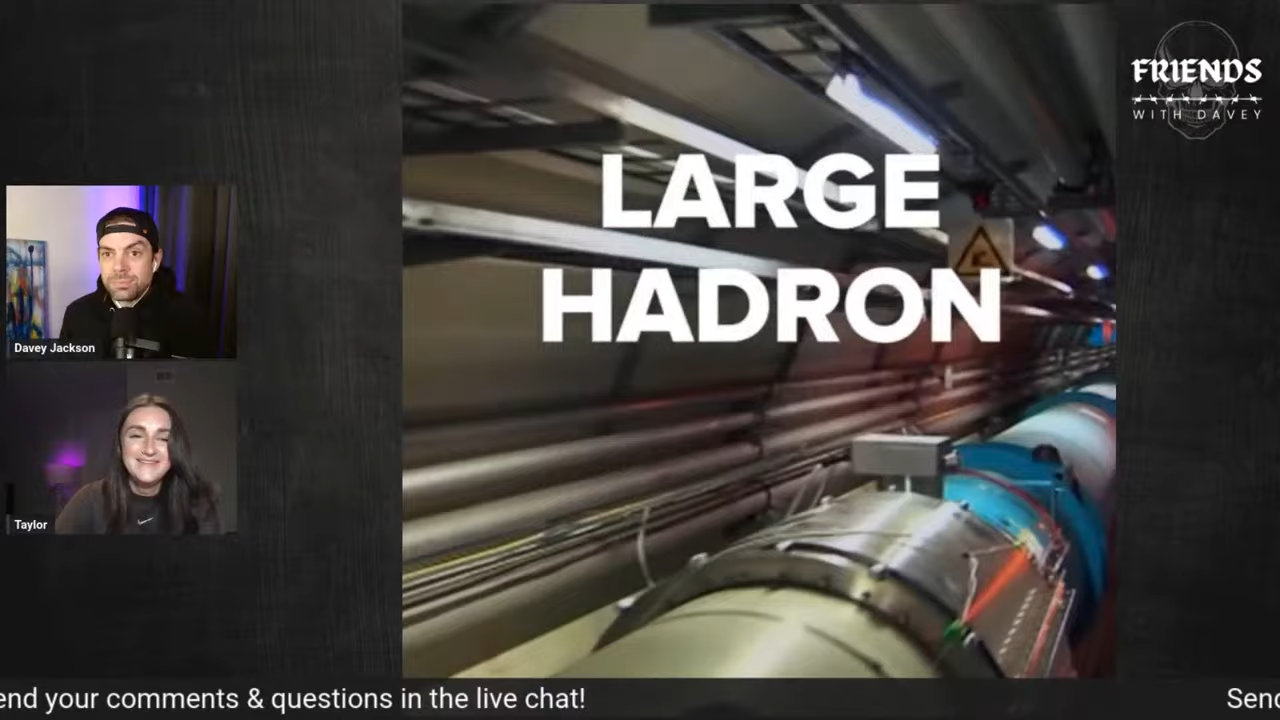 FRIENDS
WITH DAVEY
LARGE
HADRON
Davey Jackson
Taylor
end your comments & questions in the live chat!
Send